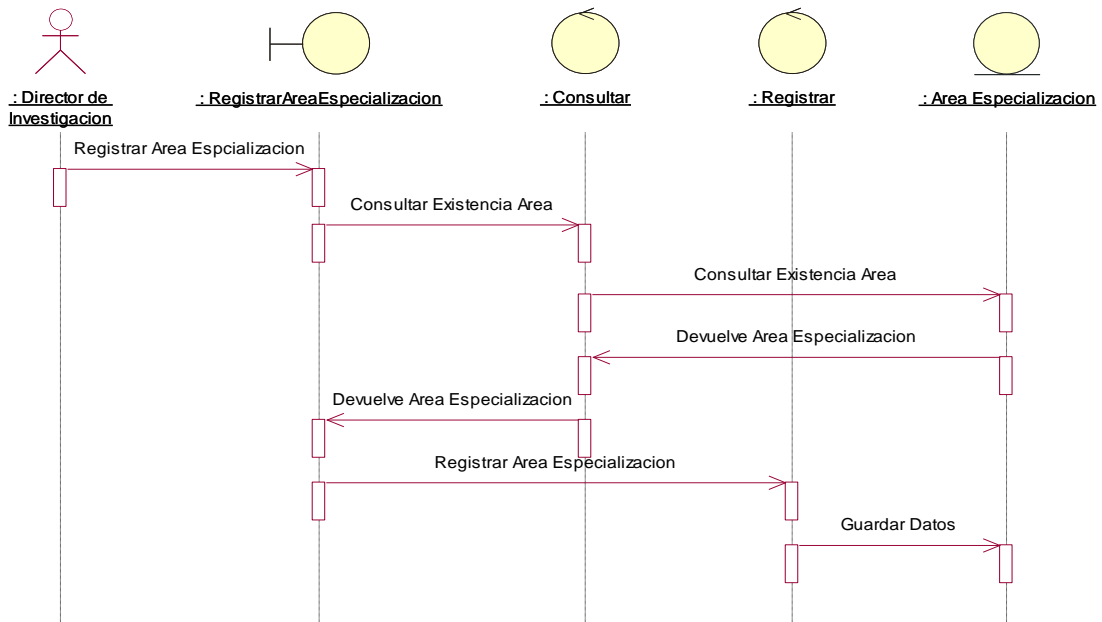 : Director de
Investigacion
: RegistrarAreaEspecializacion
: Consultar
: Registrar
: Area Especializacion
Registrar Area Espcializacion
Consultar Existencia Area
Consultar Existencia Area
Devuelve Area Especializacion
Devuelve Area Especializacion
Registrar Area Especializacion
Guardar Datos